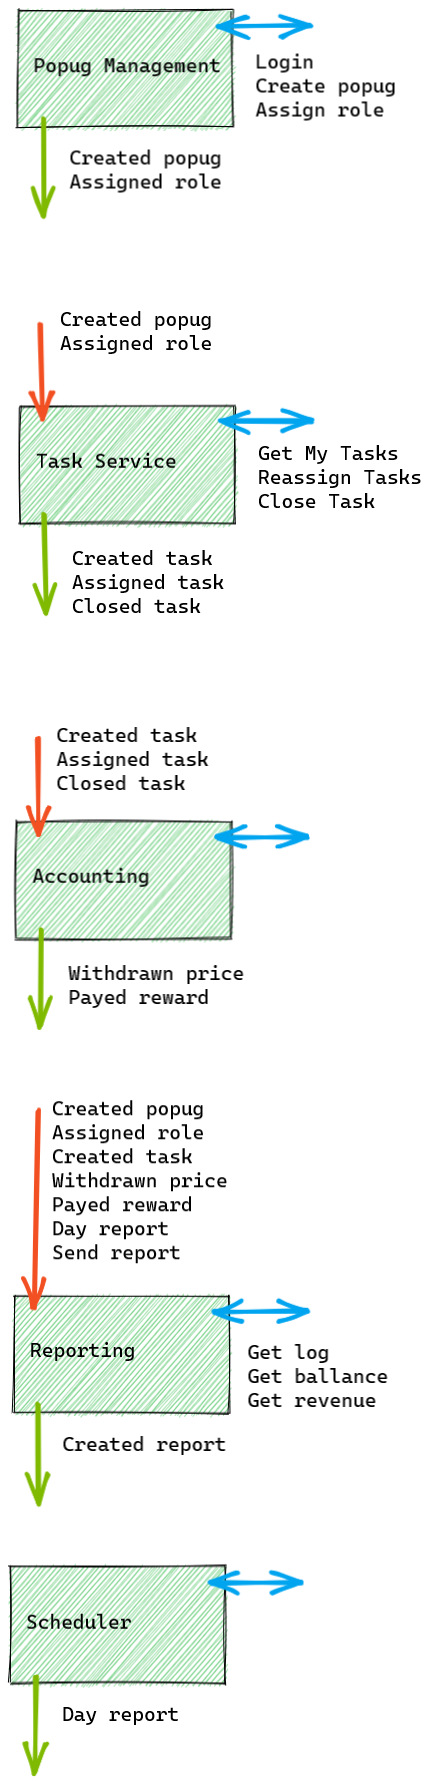 Popug Management
Login
Create popug
Assign role
Created popug
Assigned role
Created popug
Assigned role
Task Service
Get My Tasks
Reassign Tasks
Close Task
Created task
Assigned task
Closed task
Created task
Assigned task
Closed task
Accounting
Withdrawn price
Payed reward
Created popug
Assigned role
Created task
Withdrawn price
Payed reward
Day report
Send report
Reporting
Get log
Get ballance
Get revenue
Created report
Scheduler
Day report